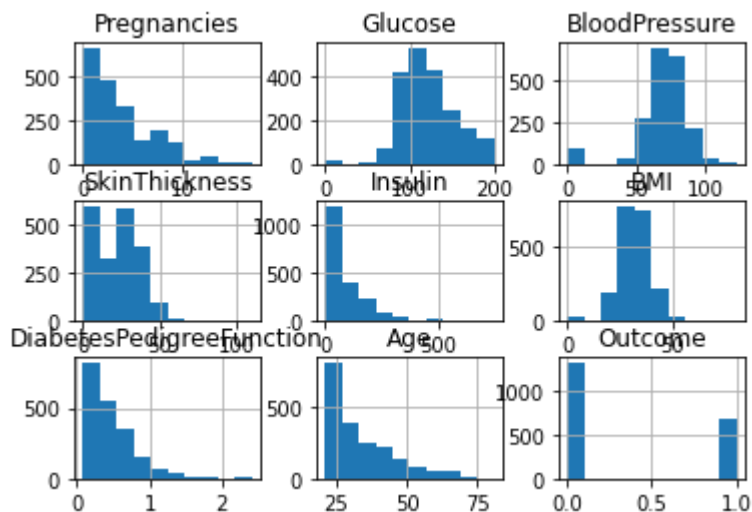 Pregnancies Glucose BloodPressure
500 400 500
250 200 250
0 0 0
0 10 0 100 200 0 50 100
SkinThickness Insulin BMI
500 1000 500
250 500
0 0 0
0 50 100 0 500 0 50
DiabetesPedigreeFunction Age Outcome
500 500 1000
500
0 0 0
0 1 2 25 50 75 0.0 0.5 1.0